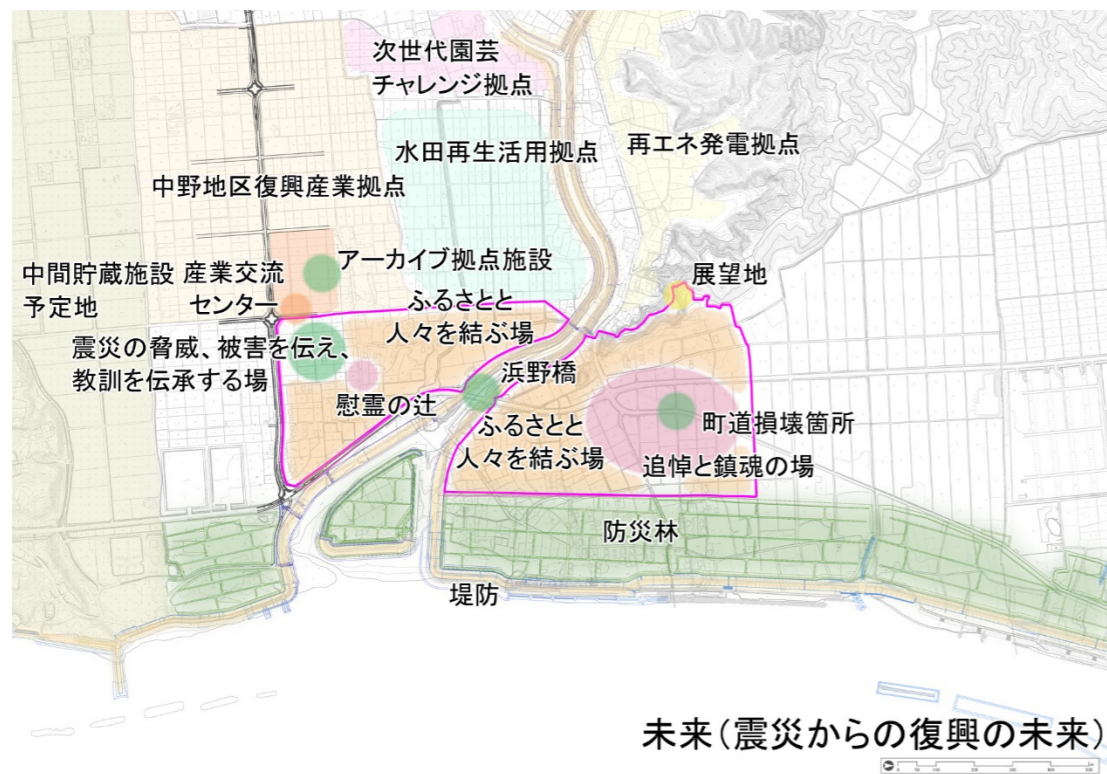 次世代園芸
チャレンジ拠点
水田再生活用拠点
再エネ発電拠点
中野地区復興産業拠点
アーカイブ拠点施設
展望地
中間貯蔵施設
予定地
産業交流
センター
ふるさとと
人々を結ぶ場
震災の脅威、被害を伝え、
教訓を伝承する場
浜野橋
慰霊の辻
ふるさとと
人々を結ぶ場
町道損壊箇所
追悼と鎮魂の場
防災林
堤防
未来(震災からの復興の未来)